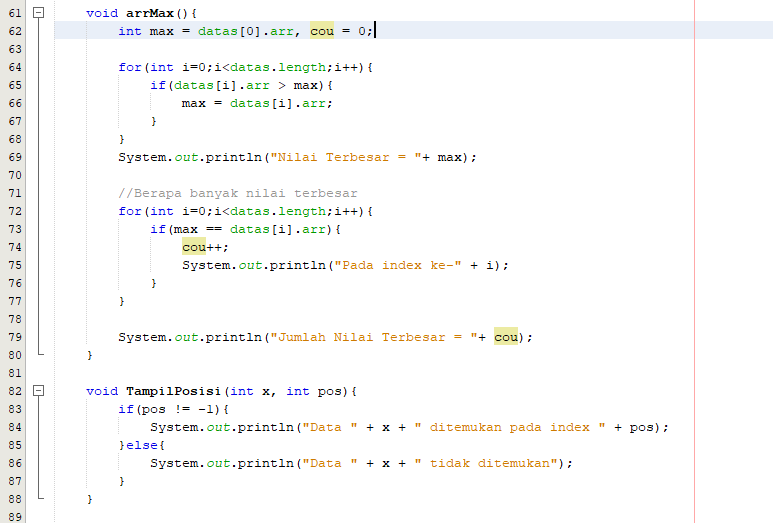 61 void arrMax(){
62 int max = datas[0].arr, cou = 0;
63
64 for(int i=0;i<datas.length;i++){
65 if(datas[i].arr > max){
66 max = datas[i].arr;
67 }
68 }
69 System.out.println("Nilai Terbesar = "+ max);
70
71 //Berapa banyak nilai terbesar
72 for(int i=0;i<datas.length;i++){
73 if(max == datas[i].arr){
74 cou++;
75 System.out.println("Pada index ke-" + i);
76 }
77 }
78
79 System.out.println("Jumlah Nilai Terbesar = "+ cou);
80 }
81
82 void TampilPosisi(int x, int pos){
83 if(pos != -1){
84 System.out.println("Data " + x + " ditemukan pada index " + pos);
85 }else{
86 System.out.println("Data " + x + " tidak ditemukan");
87 }
88 }
89